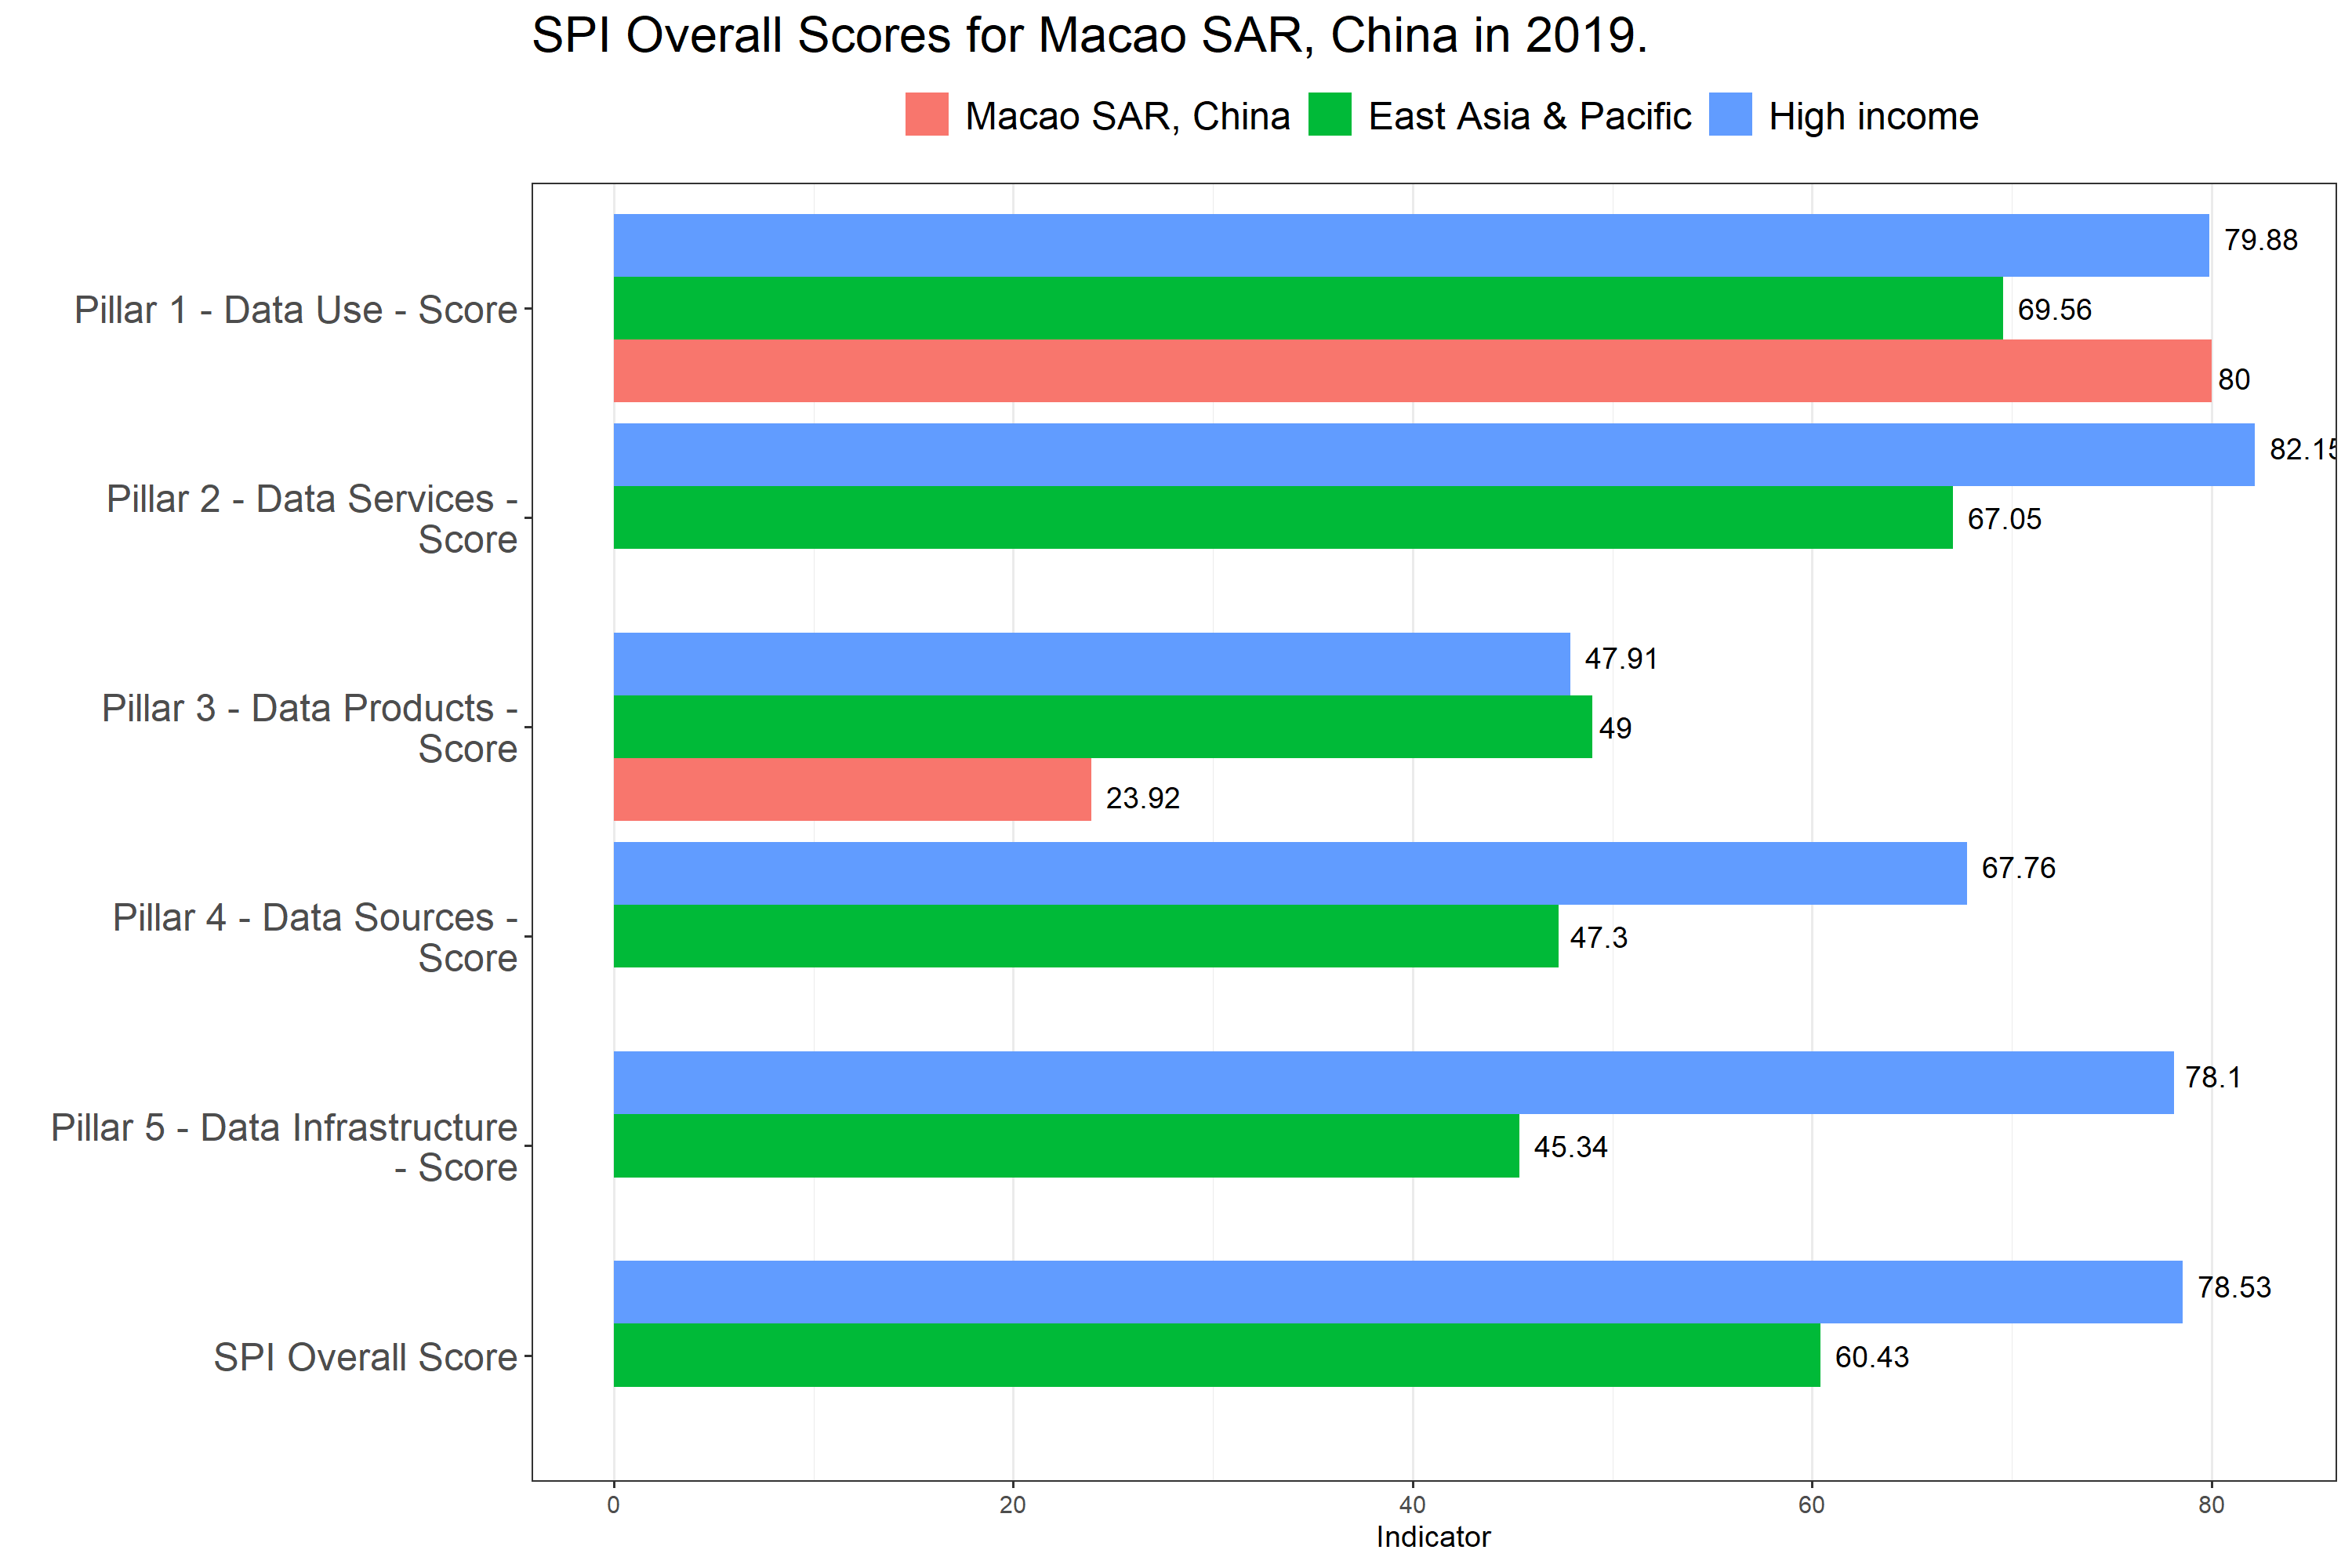 SPI Overall Scores for Macao SAR, China in 2019.
Macao SAR, China East Asia & Pacific High income
79.88
Pillar 1 - Data Use - Score
69.56
80
82.15
Pillar 2 - Data Services -
Score
67.05
47.91
Pillar 3 - Data Products -
Score
49
23.92
67.76
Pillar 4 - Data Sources -
Score
47.3
78.1
Pillar 5 - Data Infrastructure
- Score
45.34
78.53
SPI Overall Score
60.43
0 20 40 60 80
Indicator